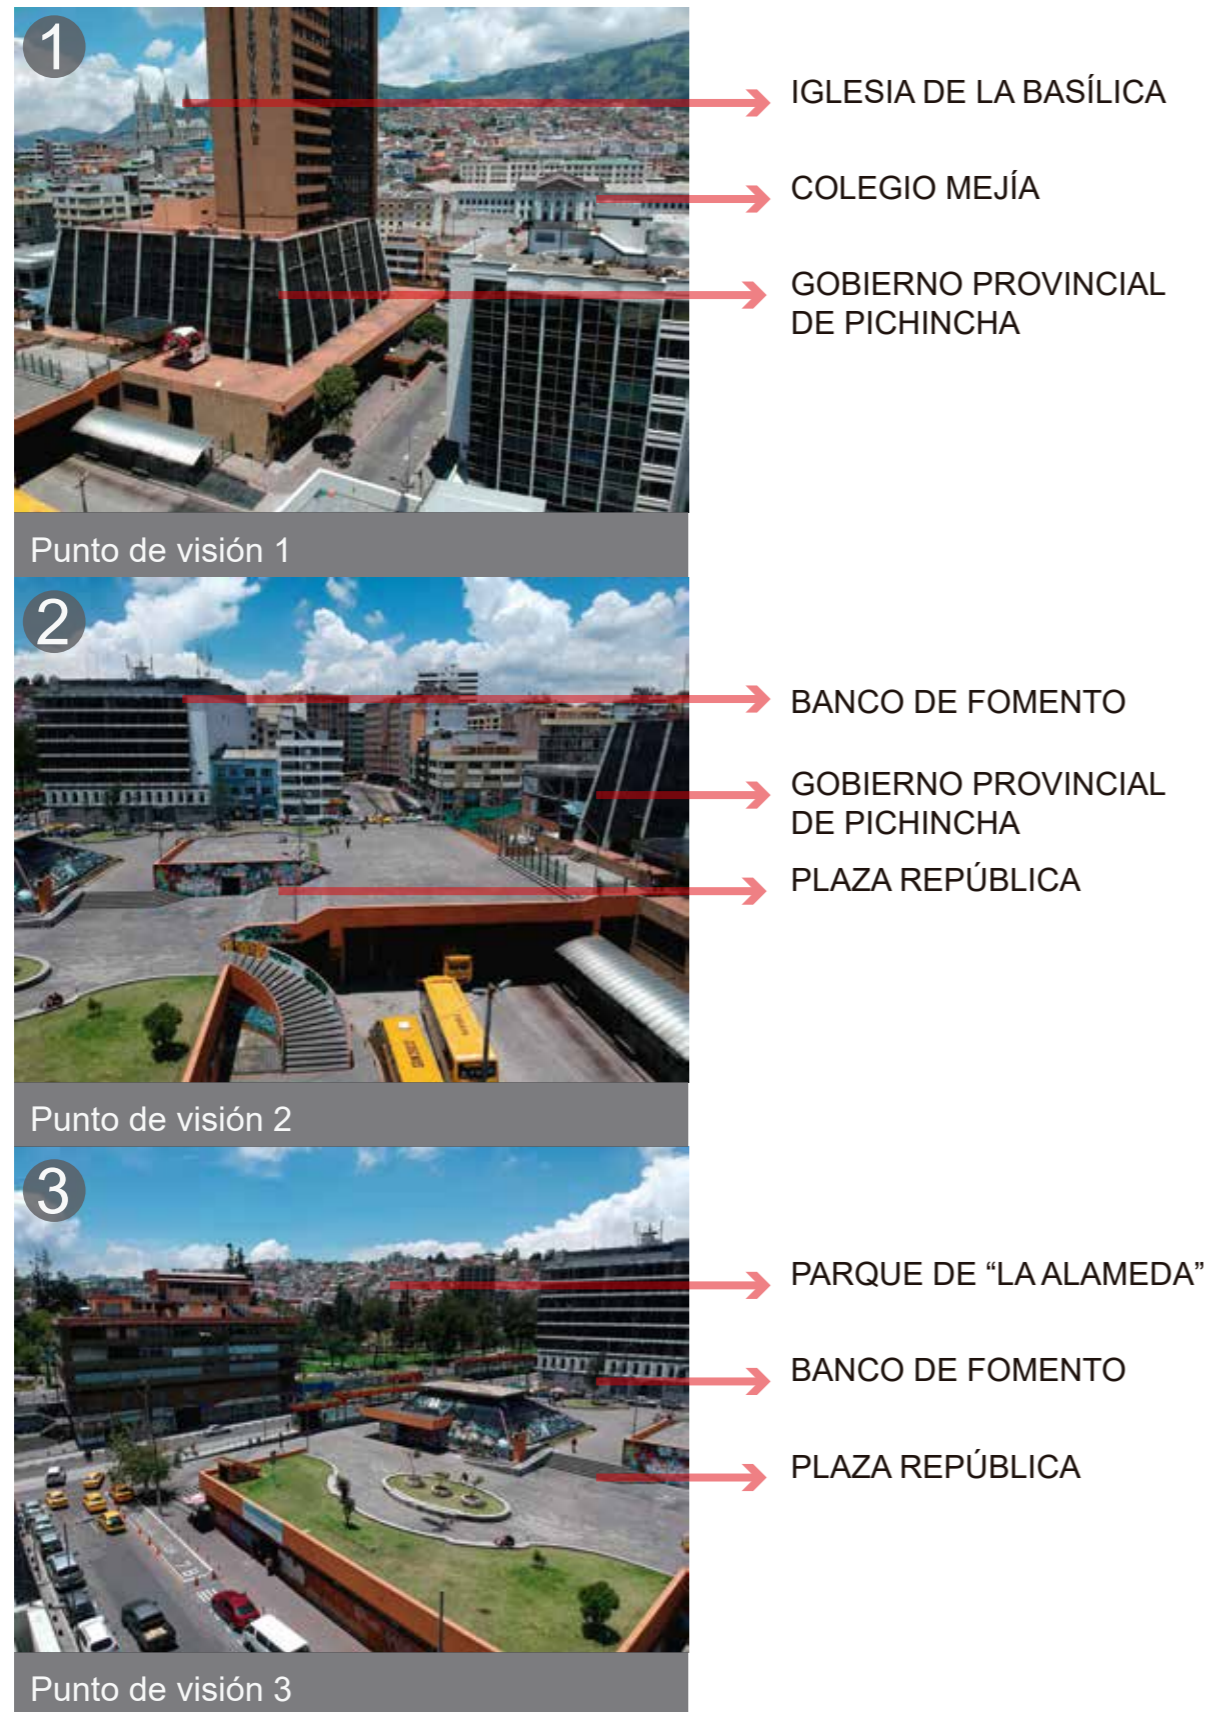 1
IGLESIA DE LA BASÍLICA
COLEGIO MEJÍA
GOBIERNO PROVINCIAL
DE PICHINCHA
Punto de visión 1
2
BANCO DE FOMENTO
GOBIERNO PROVINCIAL
DE PICHINCHA
PLAZA REPÚBLICA
Punto de visión 2
3
PARQUE DE “LA ALAMEDA”
BANCO DE FOMENTO
PLAZA REPÚBLICA
Punto de visión 3